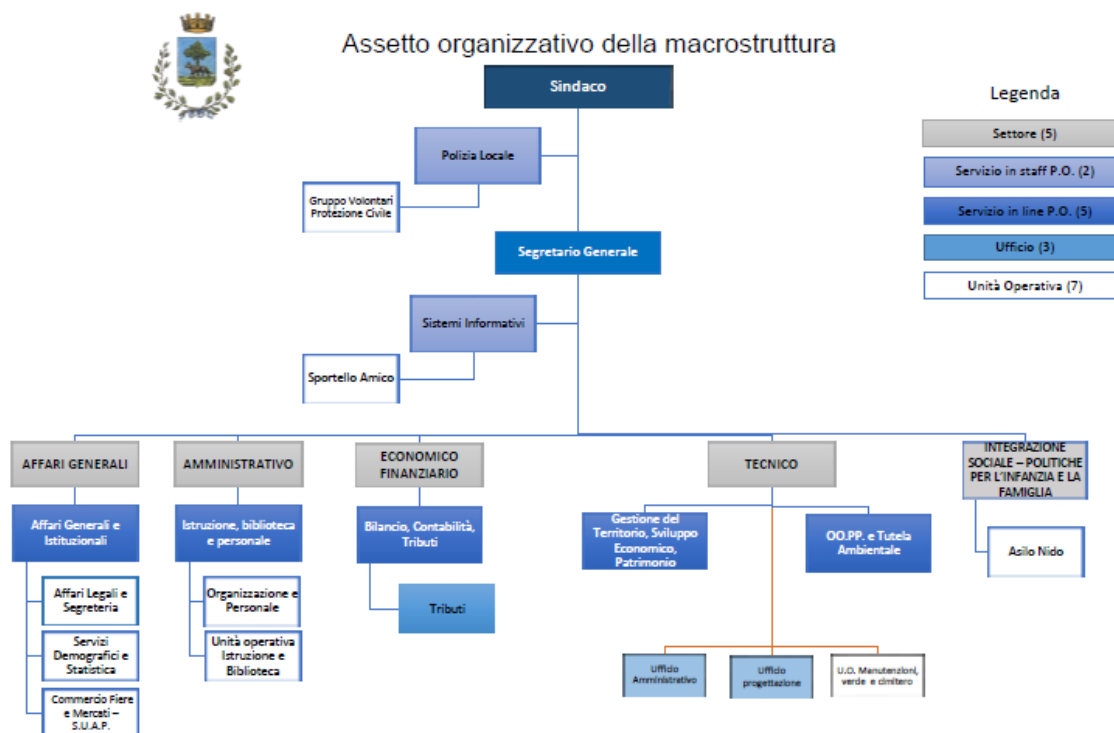 Assetto organizzativo della macrostruttura
Sindaco
Legenda
Settore (5)
Servizio in staff P.O. (2)
Servizio in line P.O. (5)
Ufficio (3)
Unità Operativa (7)
Polizia Locale
Gruppo Volontari
Protezione Civile
Segretario Generale
Sistemi Informativi
Sportello Amico
AFFARI GENERALI
AMMINISTRATIVO
ECONOMICO
FINANZIARIO
TECNICO
INTEGRAZIONE
SOCIALE – POLITICHE
PER L'INFANZIA E LA
FAMIGLIA
Affari Generali e
Istituzionali
Istruzione, biblioteca
e personale
Bilancio, Contabilità,
Tributi
Gestione del
Territorio, Sviluppo
Economico,
Patrimonio
OO.PP. e Tutela
Ambientale
Asilo Nido
Affari Legali e
Segreteria
Organizzazione e
Personale
Tributi
Servizi
Demografici e
Statistica
Unità operativa
Istruzione e
Biblioteca
Commercio Fiere
e Mercati –
S.U.A.P.
Ufficio
Amministrativo
Ufficio
progettazione
U.O. Manutenzioni,
verde e cimitero